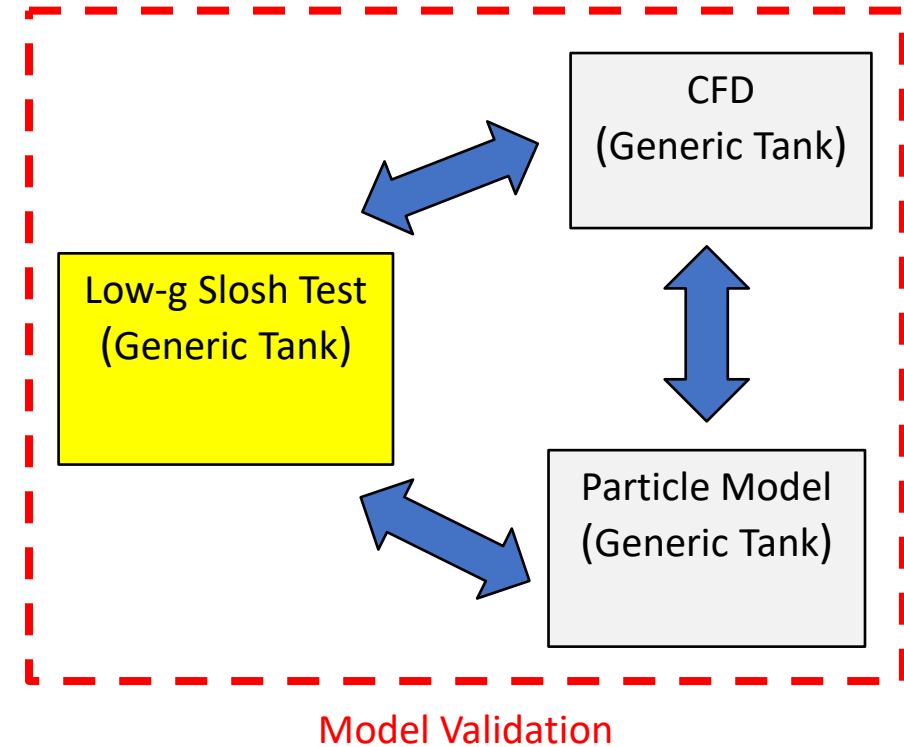 CFD
(Generic Tank)
Low-g Slosh Test
(Generic Tank)
Particle Model
(Generic Tank)
Model Validation